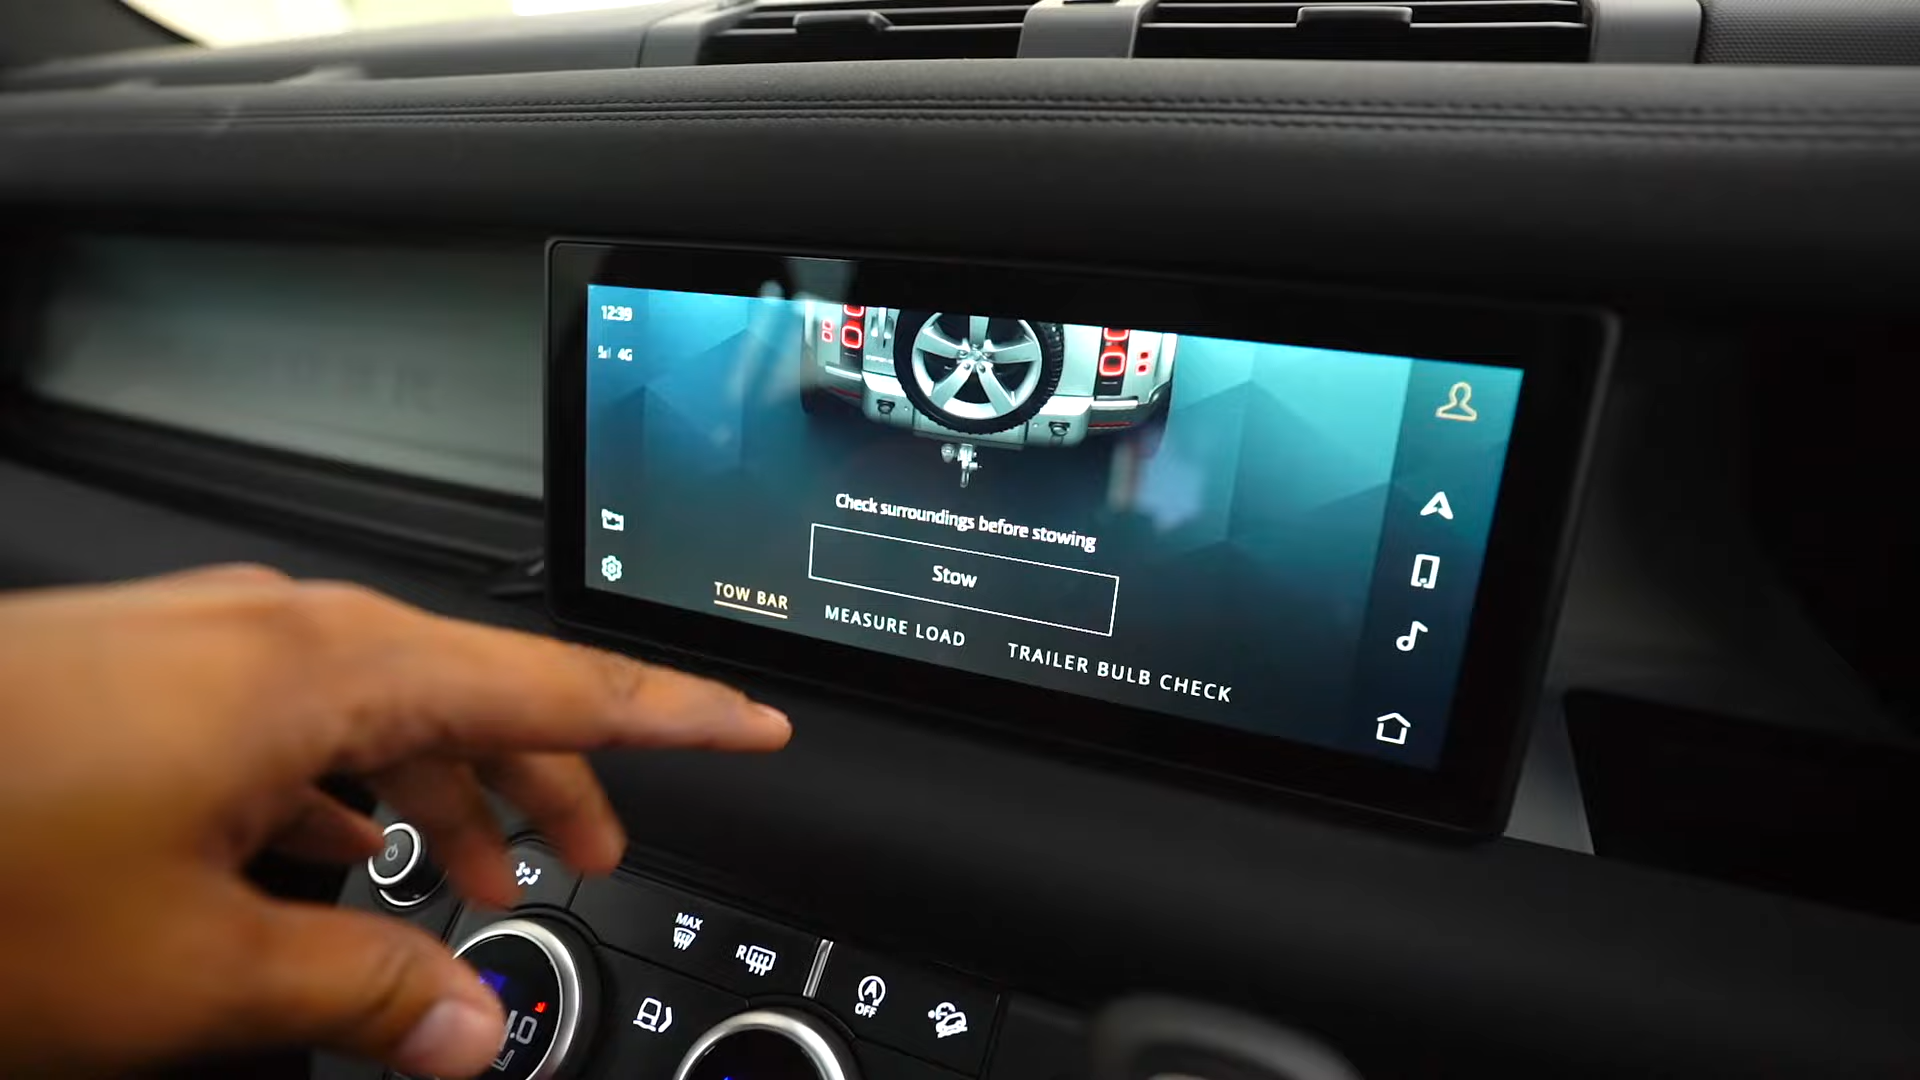 12:39
4G
Check surroundings before stowing
Stow
TOW BAR
MEASURE LOAD
TRAILER BULB CHECK
MAX
R
A
OFF